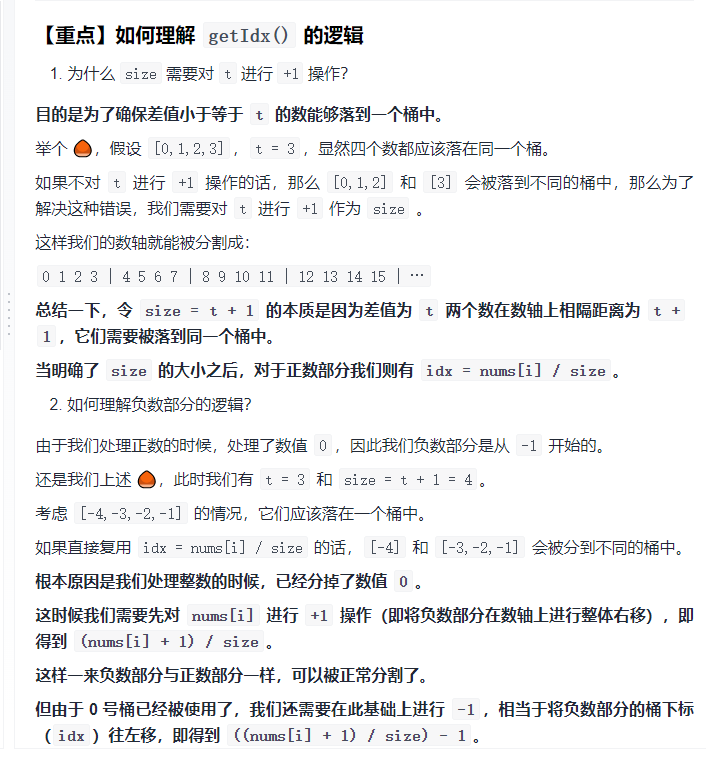 【重点】如何理解 getIdx() 的逻辑
1. 为什么 size 需要对 t 进行 +1 操作？
目的是为了确保差值小于等于 t 的数能够落到一个桶中。
举个 🌰，假设 [0,1,2,3]，t = 3，显然四个数都应该落在同一个桶。
如果不对 t 进行 +1 操作的话，那么 [0,1,2] 和 [3] 会被落到不同的桶中，那么为了
解决这种错误，我们需要对 t 进行 +1 作为 size 。
这样我们的数轴就能被分割成：
0 1 2 3 | 4 5 6 7 | 8 9 10 11 | 12 13 14 15 | …
总结一下，令 size = t + 1 的本质是因为差值为 t 两个数在数轴上相隔距离为 t +
1，它们需要被落到同一个桶中。
当明确了 size 的大小之后，对于正数部分我们则有 idx = nums[i] / size 。
2. 如何理解负数部分的逻辑？
由于我们处理正数的时候，处理了数值 0，因此我们负数部分是从 -1 开始的。
还是我们上述 🌰，此时我们有 t = 3 和 size = t + 1 = 4 。
考虑 [-4,-3,-2,-1] 的情况，它们应该落在一个桶中。
如果直接复用 idx = nums[i] / size 的话，[-4] 和 [-3,-2,-1] 会被分到不同的桶中。
根本原因是我们处理整数的时候，已经分掉了数值 0 。
这时候我们需要先对 nums[i] 进行 +1 操作（即将负数部分在数轴上进行整体右移），即
得到 (nums[i] + 1) / size 。
这样一来负数部分与正数部分一样，可以被正常分割了。
但由于 0 号桶已经被使用了，我们还需要在此基础上进行 -1，相当于将负数部分的桶下标
（idx）往左移，即得到 ((nums[i] + 1) / size) - 1 。